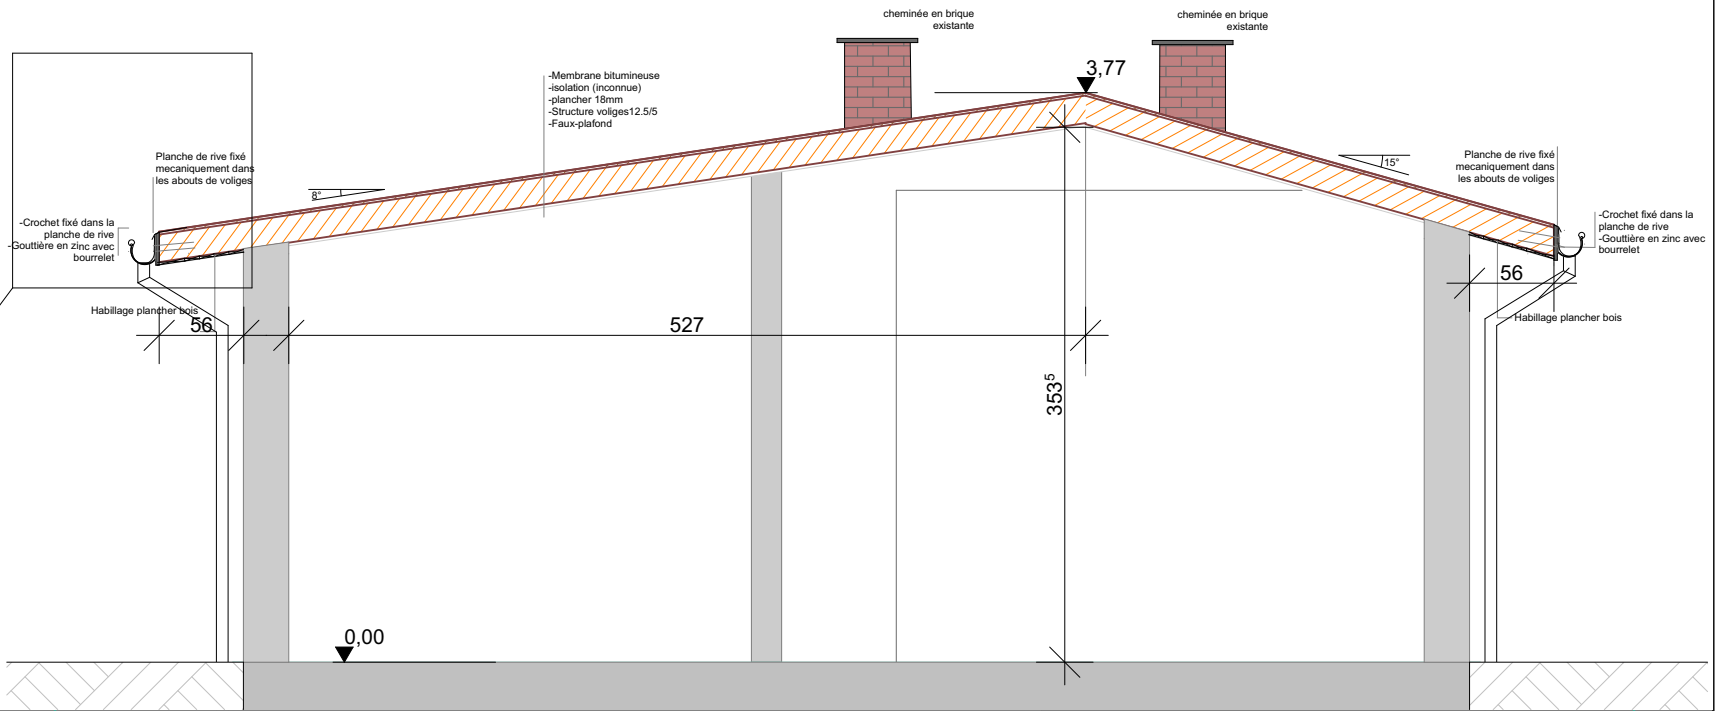 cheminée en brique
existante
cheminée en brique
existante
3,77
-Membrane bitumineuse
-isolation (inconnue)
-plancher 18mm
-Structure voliges12.5/5
-Faux-plafond
Planche de rive fixé
mecaniquement dans
les abouts de voliges
8°
15°
Planche de rive fixé
mecaniquement dans
les abouts de voliges
-Crochet fixé dans la
planche de rive
-Gouttière en zinc avec
bourrelet
-Crochet fixé dans la
planche de rive
-Gouttière en zinc avec
bourrelet
56
Habillage plancher bois
Habillage plancher bois
56
527
353⁵
0,00